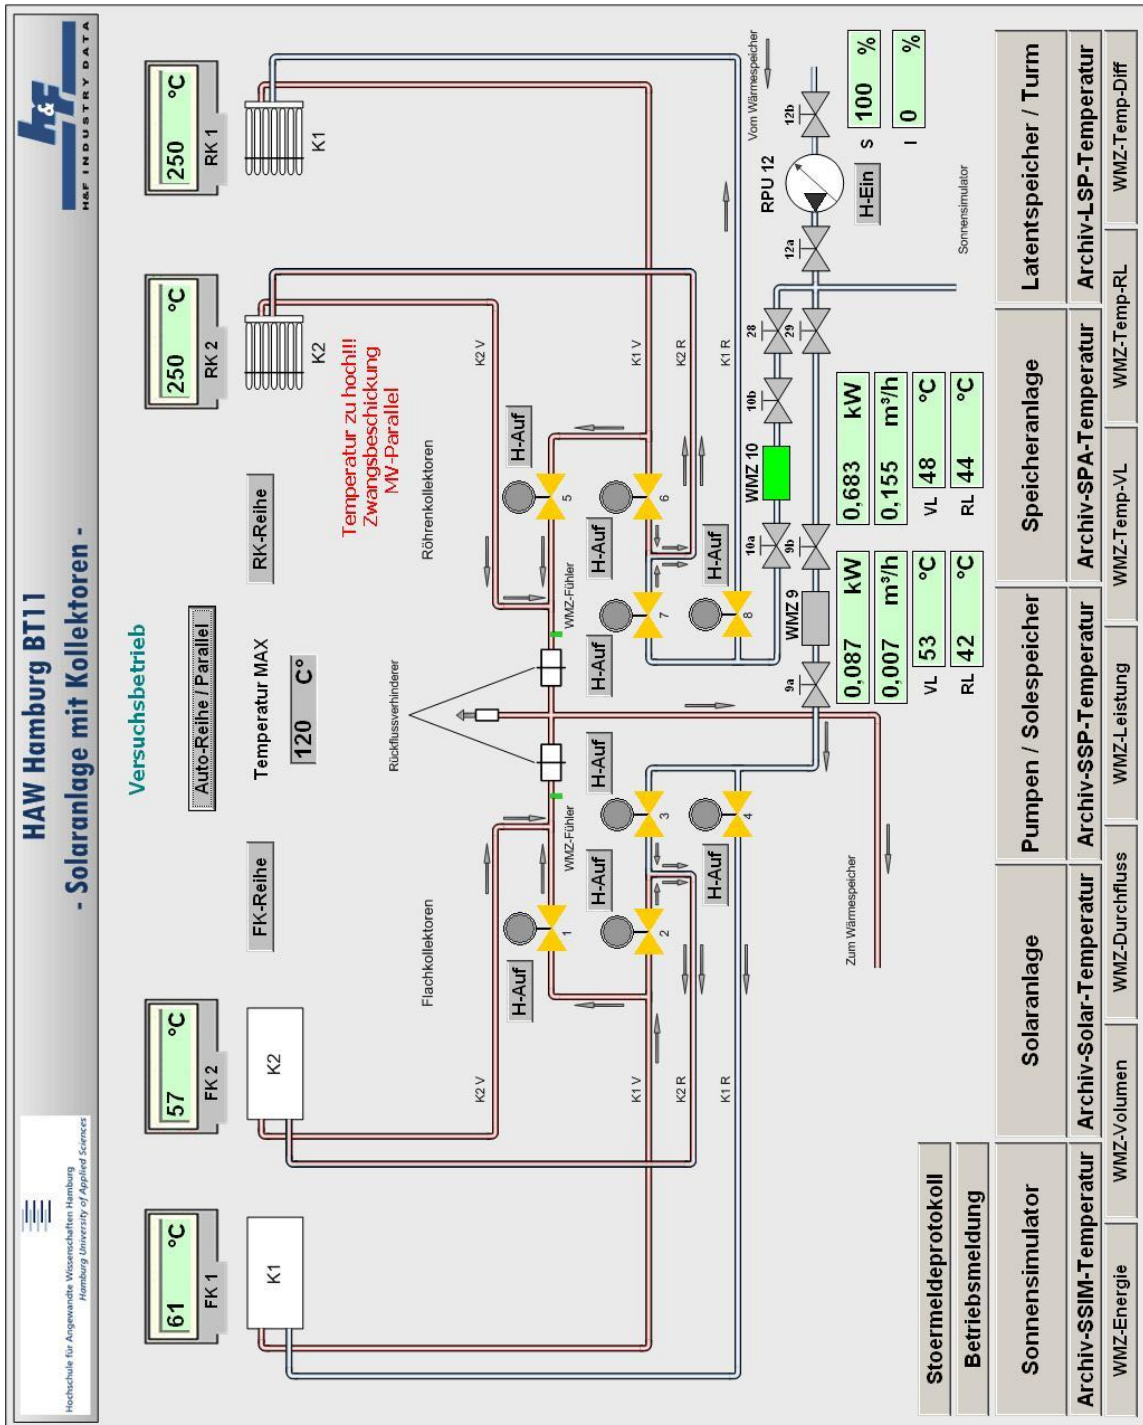 Hochschule für Angewandte Wissenschaften Hamburg
Hamburg University of Applied Sciences
HAW Hamburg BT11
- Solaranlage mit Kollektoren -
h&F
H&F INDUSTRY DATA
Versuchsbetrieb
61 °C
FK 1
57 °C
FK 2
250 °C
RK 2
250 °C
RK 1
Auto-Reihe / Parallel
FK-Reihe
Temperatur MAX
RK-Reihe
120 C°
K1
K2
K2
K1
Temperatur zu hoch!!!
Zwangsbeschickung
MV-Parallel
Rückflussverhinderer
Flachkollektoren
Röhrenkollektoren
K2 V
K2 V
H-Auf
1
WMZ-Fühler
WMZ-Fühler
H-Auf
5
H-Auf
2
H-Auf
3
H-Auf
7
H-Auf
6
K1 V
K1 V
K2 R
K2 R
H-Auf
4
H-Auf
8
K1 R
K1 R
Vom Wärmespeicher
10a
WMZ 10
10b
28
RPU 12
9a
WMZ 9
9b
29
12a
12b
H-Ein
S 100 %
I 0 %
Zum Wärmespeicher
0,087 kW
0,007 m³/h
VL 53 °C
RL 42 °C
0,683 kW
0,155 m³/h
VL 48 °C
RL 44 °C
Sonnensimulator
Stoermeldeprotokoll
Betriebsmeldung
Sonnensimulator
Solaranlage
Pumpen / Solespeicher
Speicheranlage
Latentspeicher / Turm
Archiv-SSIM-Temperatur
Archiv-Solar-Temperatur
Archiv-SSP-Temperatur
Archiv-SPA-Temperatur
Archiv-LSP-Temperatur
WMZ-Energie
WMZ-Volumen
WMZ-Durchfluss
WMZ-Leistung
WMZ-Temp-VL
WMZ-Temp-RL
WMZ-Temp-Diff